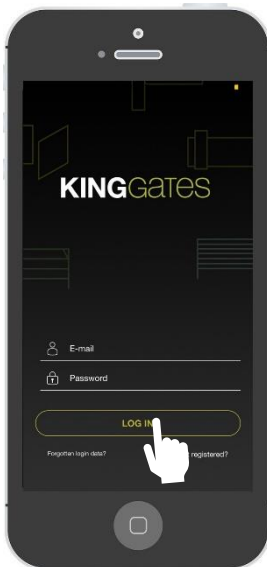 KINGGATES
E-mail
Password
LOG IN
Forgotten login data? registered?